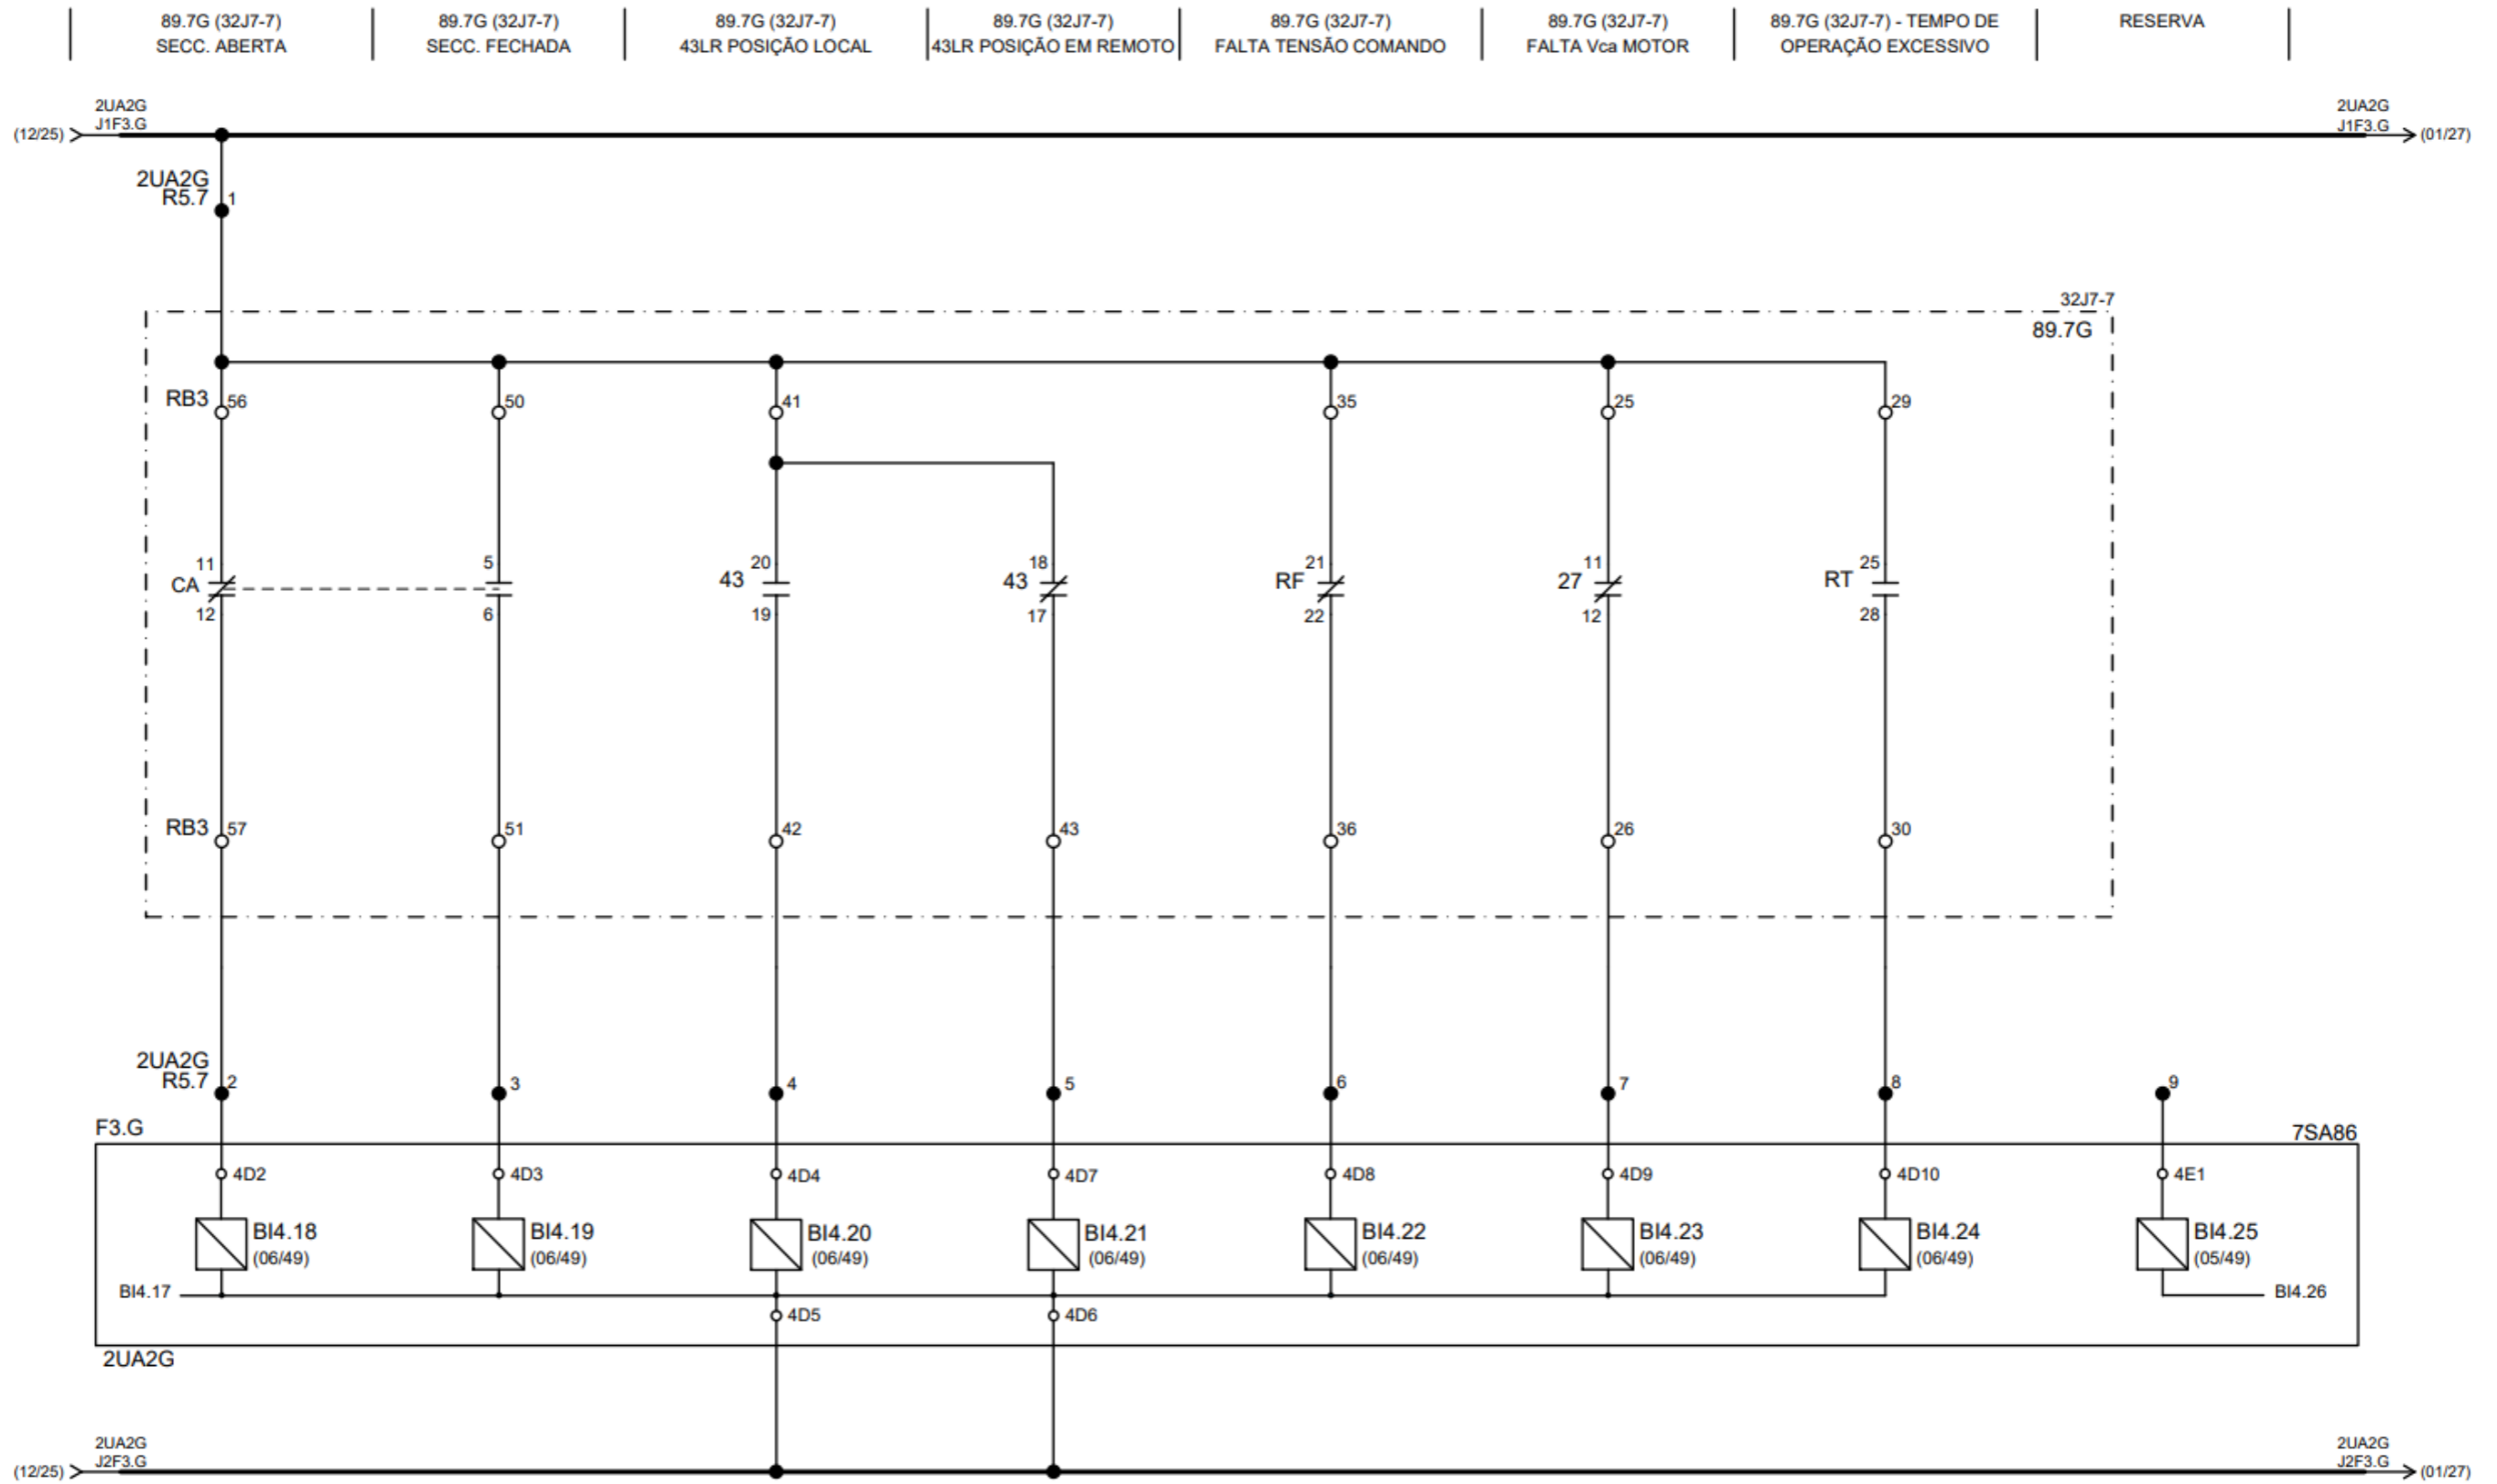 89.7G (32J7-7)
SECC. ABERTA
89.7G (32J7-7)
SECC. FECHADA
89.7G (32J7-7)
43LR POSIÇÃO LOCAL
89.7G (32J7-7)
43LR POSIÇÃO EM REMOTO
89.7G (32J7-7)
FALTA TENSÃO COMANDO
89.7G (32J7-7)
FALTA Vca MOTOR
89.7G (32J7-7) - TEMPO DE
OPERAÇÃO EXCESSIVO
RESERVA
2UA2G
J1F3.G
(12/25)
2UA2G
J1F3.G
(01/27)
2UA2G
R5.7
1
32J7-7
89.7G
RB3
56
50
41
35
25
29
11
CA
12
5
6
20
43
19
18
43
17
21
RF
22
11
27
12
25
RT
28
RB3
57
51
42
43
36
26
30
2UA2G
R5.7
2
3
4
5
6
7
8
9
F3.G
7SA86
4D2
4D3
4D4
4D7
4D8
4D9
4D10
4E1
BI4.18
(06/49)
BI4.19
(06/49)
BI4.20
(06/49)
BI4.21
(06/49)
BI4.22
(06/49)
BI4.23
(06/49)
BI4.24
(06/49)
BI4.25
(05/49)
BI4.17
BI4.26
4D5
4D6
2UA2G
2UA2G
J2F3.G
(12/25)
2UA2G
J2F3.G
(01/27)